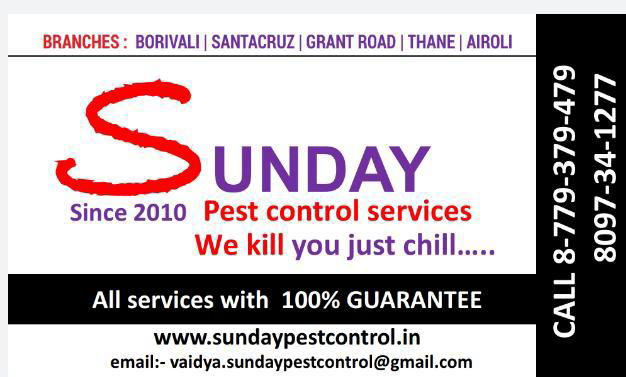 BRANCHES : BORIVALI | SANTACRUZ | GRANT ROAD | THANE | AIROLI
SUNDAY
Since 2010 Pest control services
We kill you just chill.....
All services with 100% GUARANTEE
www.sundaypestcontrol.in
email:- vaidya.sundaypestcontrol@gmail.com
CALL 8-779-379-479
8097-34-1277